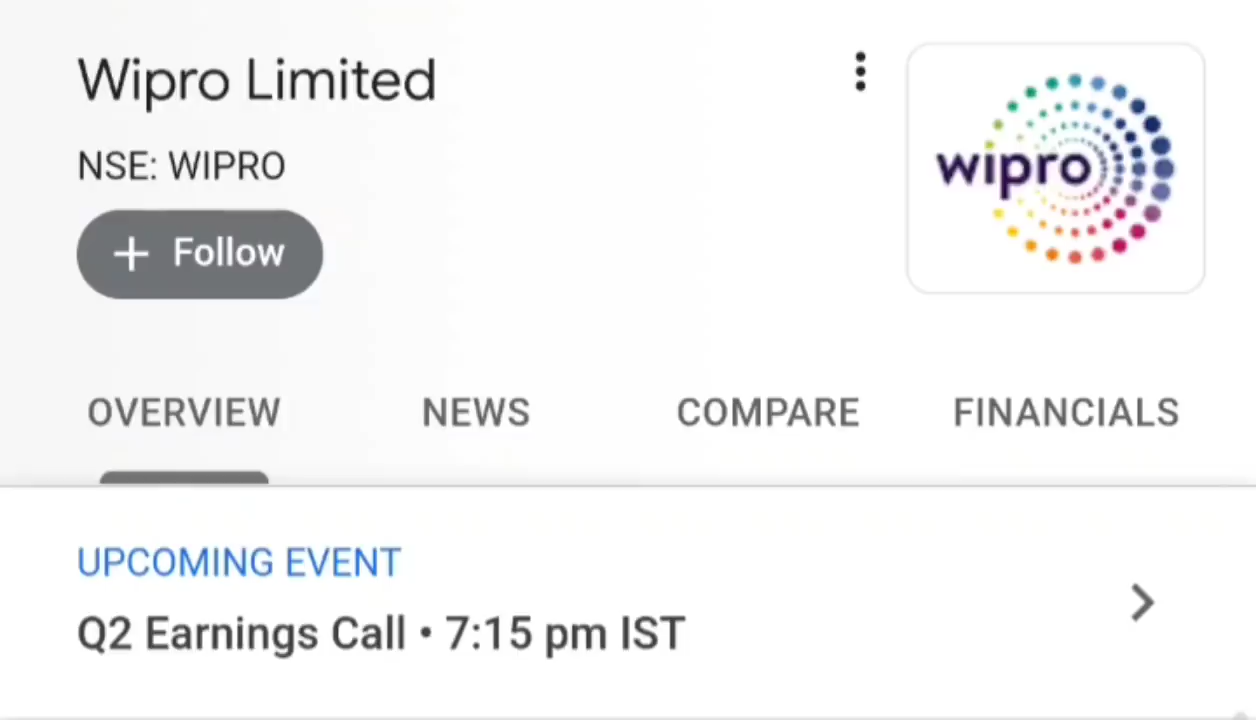 Wipro Limited
NSE: WIPRO
+ Follow
wipro
OVERVIEW NEWS COMPARE FINANCIALS
UPCOMING EVENT
Q2 Earnings Call • 7:15 pm IST